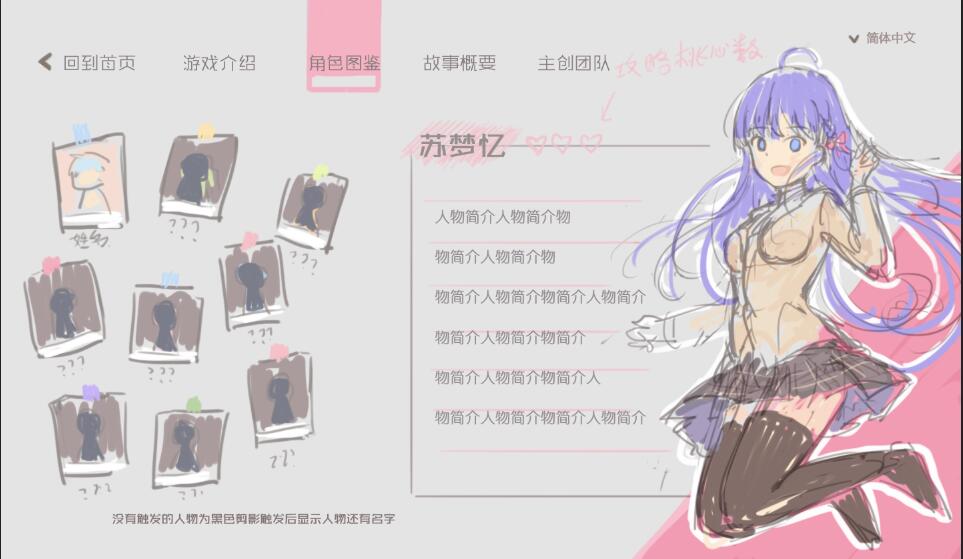 回到首页
游戏介绍
角色图鉴
故事概要
主创团队
简体中文
攻略桃心数
苏梦忆
姓名
???
???
人物简介人物简介物
物简介人物简介物
物简介人物简介物简介人物简介
物简介人物简介物简介
物简介人物简介物简介人
物简介人物简介物简介人物简介
???
???
???
???
???
???
没有触发的人物为黑色剪影触发后显示人物还有名字